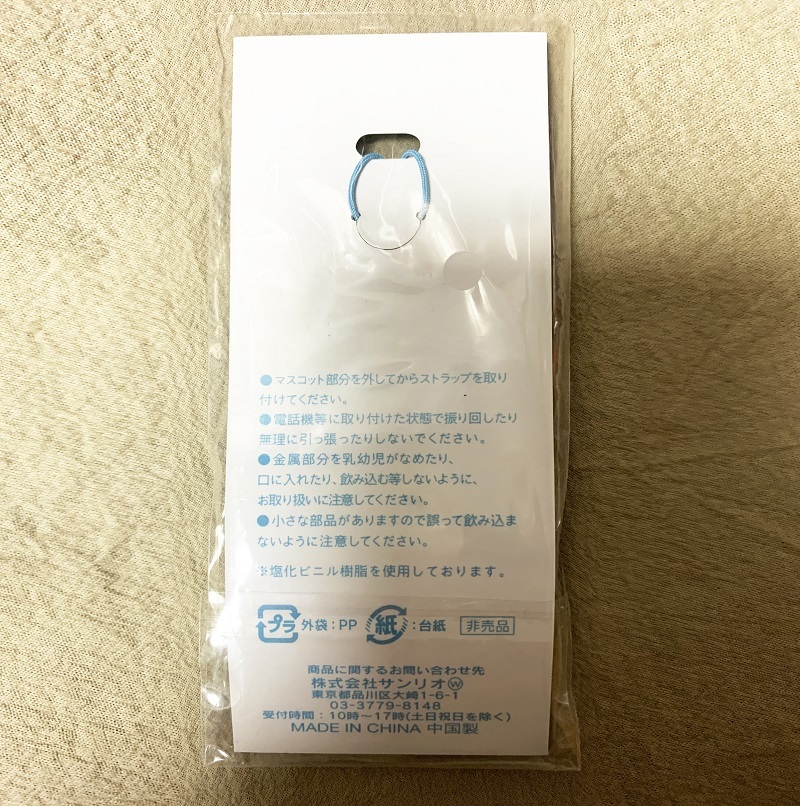 ●マスコット部分を外してからストラップを取り
付けてください。
●電話機等に取り付けた状態で振り回したり
無理に引っ張ったりしないでください。
●金属部分を乳幼児がなめたり、
口に入れたり、飲み込む等しないように、
お取り扱いに注意してください。
●小さな部品がありますので誤って飲み込ま
ないように注意してください。
※塩化ビニル樹脂を使用しております。
プラ 外袋：PP 紙：台紙 非売品
商品に関するお問い合わせ先
株式会社サンリオⓦ
東京都品川区大崎1-6-1
03-3779-8148
受付時間：10時～17時(土日祝日を除く)
MADE IN CHINA 中国製